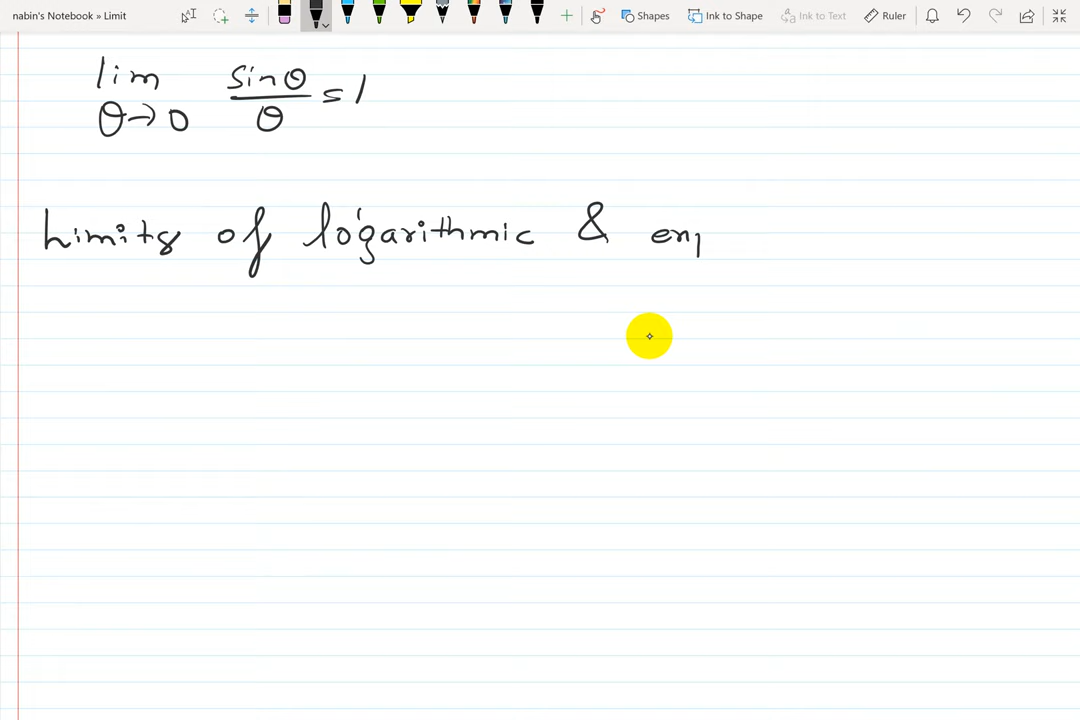 nabin's Notebook » Limit
Shapes
Ink to Shape
Ink to Text
Ruler
lim sinθ
θ→0 θ = 1
Limits of logarithmic &